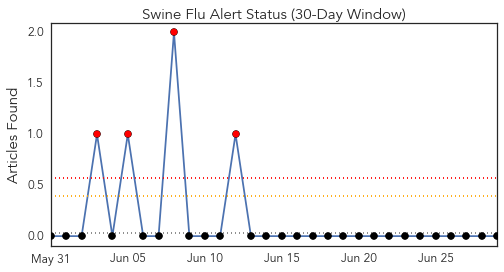 Swine Flu Alert Status (30-Day Window)
Articles Found
2.0
1.5
1.0
0.5
0.0
May 31
Jun 05
Jun 10
Jun 15
Jun 20
Jun 25